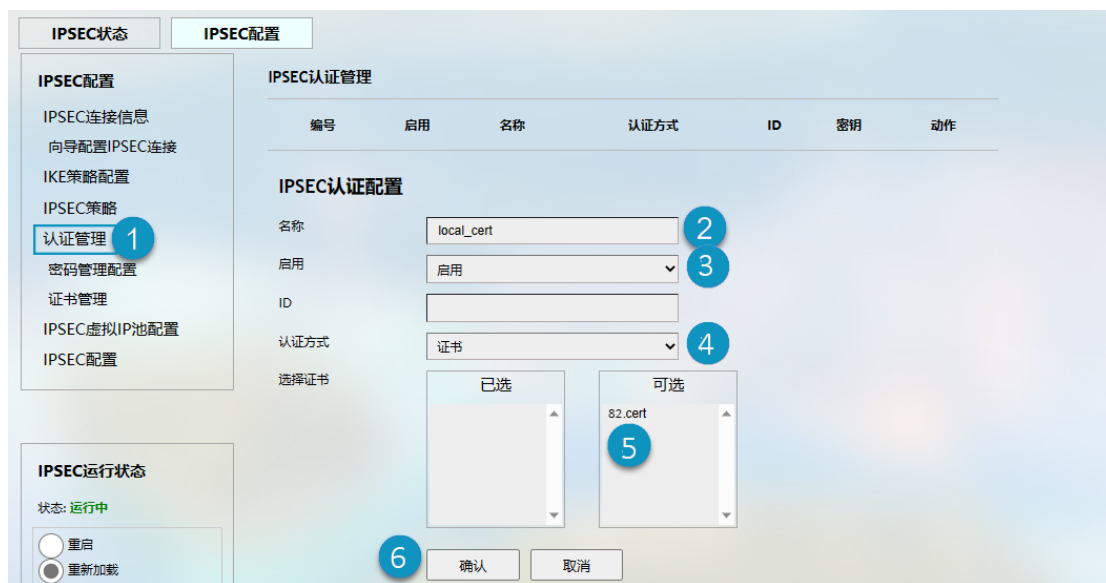 IPSEC状态 IPSEC配置
IPSEC配置
IPSEC连接信息
向导配置IPSEC连接
IKE策略配置
IPSEC策略
认证管理 1
密码管理配置
证书管理
IPSEC虚拟IP池配置
IPSEC配置
IPSEC运行状态
状态: 运行中
重启
重新加载
IPSEC认证管理
编号 启用 名称 认证方式 ID 密钥 动作
IPSEC认证配置
名称 local_cert 2
启用 启用 3
ID
认证方式 证书 4
选择证书 已选 可选
82.cert
5
6 确认 取消